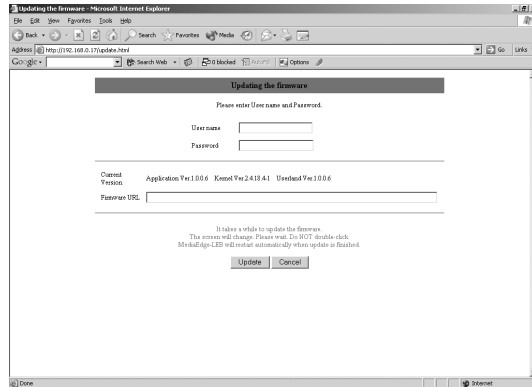 Updating the firmware - Microsoft Internet Explorer
File Edit View Favorites Tools Help
Back Search Favorites Media
Address http://192.168.0.17/update.html Go Links
Google Search Web 0 blocked AutoFill Options
Updating the firmware
Please enter User name and Password.
User name
Password
Current Version Application Ver.1.0.0.6 Kernel Ver.2.4.18.4-1 Userland Ver.1.0.0.6
Firmware URL
It takes a while to update the firmware.
The screen will change. Please wait. Do NOT double-click.
MediaEdge-LEB will restart automatically when update is finished.
Update Cancel
Done Internet